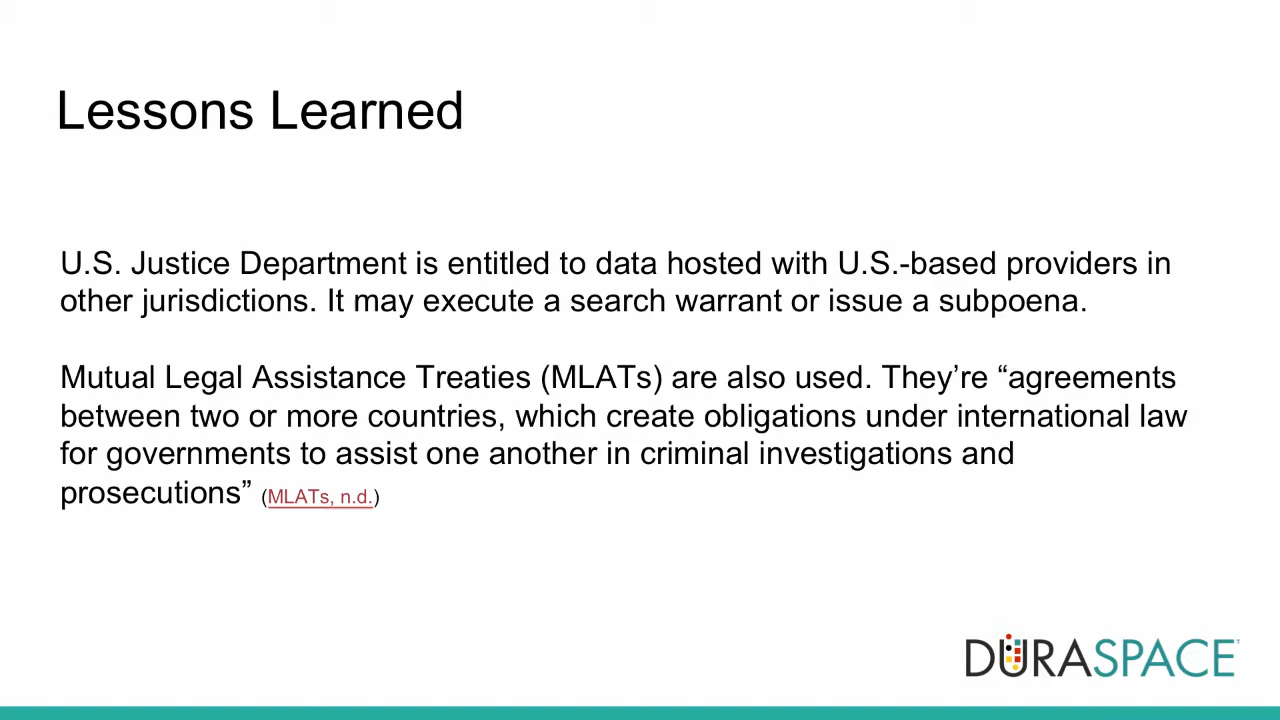 Lessons Learned
U.S. Justice Department is entitled to data hosted with U.S.-based providers in
other jurisdictions. It may execute a search warrant or issue a subpoena.
Mutual Legal Assistance Treaties (MLATs) are also used. They’re “agreements
between two or more countries, which create obligations under international law
for governments to assist one another in criminal investigations and
prosecutions” (MLATs, n.d.)
DURASPACE